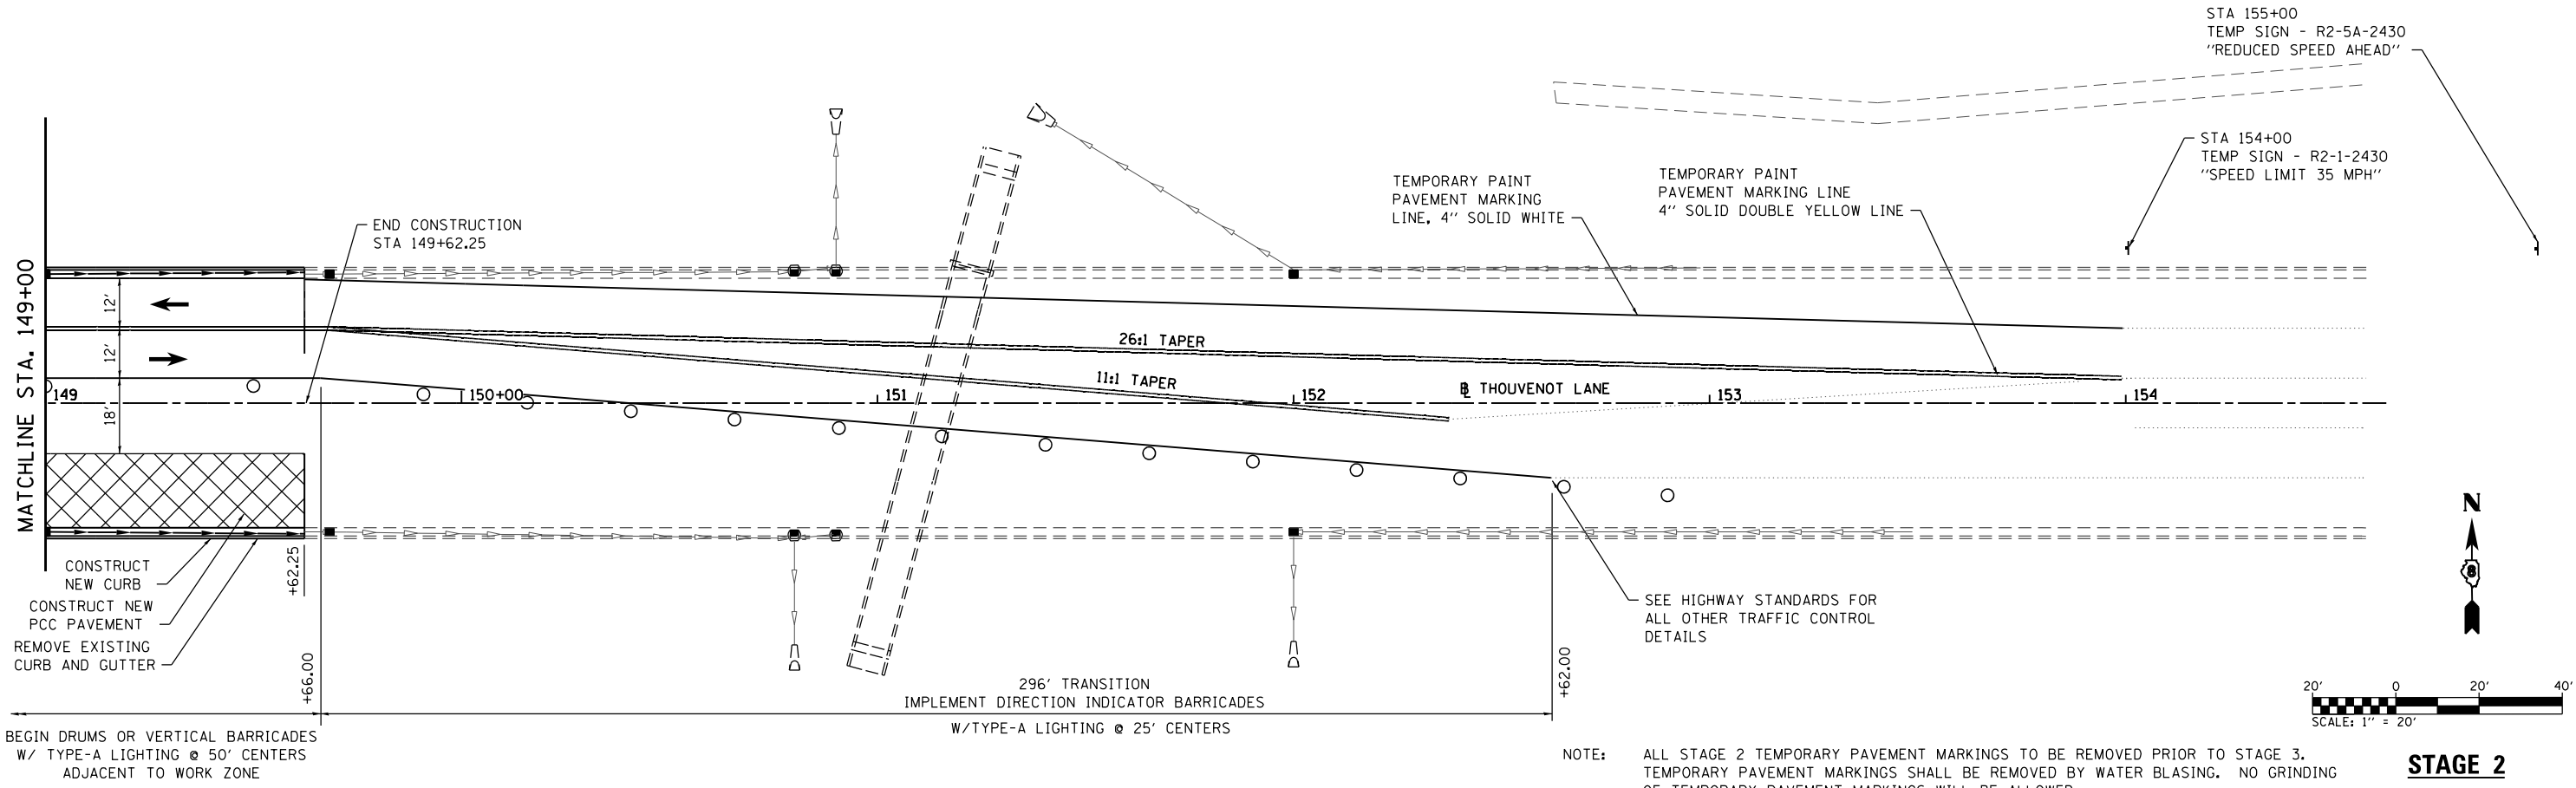 STA 155+00
TEMP SIGN - R2-5A-2430
"REDUCED SPEED AHEAD"
STA 154+00
TEMP SIGN - R2-1-2430
"SPEED LIMIT 35 MPH"
TEMPORARY PAINT
PAVEMENT MARKING
LINE, 4" SOLID WHITE
TEMPORARY PAINT
PAVEMENT MARKING LINE
4" SOLID DOUBLE YELLOW LINE
END CONSTRUCTION
STA 149+62.25
MATCHLINE STA. 149+00
12'
12'
18'
26:1 TAPER
11:1 TAPER
149
150+00
151
152
℄ THOUVENOT LANE
153
154
CONSTRUCT
NEW CURB
CONSTRUCT NEW
PCC PAVEMENT
REMOVE EXISTING
CURB AND GUTTER
+62.25
+66.00
+62.00
SEE HIGHWAY STANDARDS FOR
ALL OTHER TRAFFIC CONTROL
DETAILS
N
8
296' TRANSITION
IMPLEMENT DIRECTION INDICATOR BARRICADES
W/TYPE-A LIGHTING @ 25' CENTERS
BEGIN DRUMS OR VERTICAL BARRICADES
W/ TYPE-A LIGHTING @ 50' CENTERS
ADJACENT TO WORK ZONE
20' 0 20' 40'
SCALE: 1" = 20'
NOTE: ALL STAGE 2 TEMPORARY PAVEMENT MARKINGS TO BE REMOVED PRIOR TO STAGE 3.
TEMPORARY PAVEMENT MARKINGS SHALL BE REMOVED BY WATER BLASING. NO GRINDING
OF TEMPORARY PAVEMENT MARKINGS WILL BE ALLOWED
STAGE 2